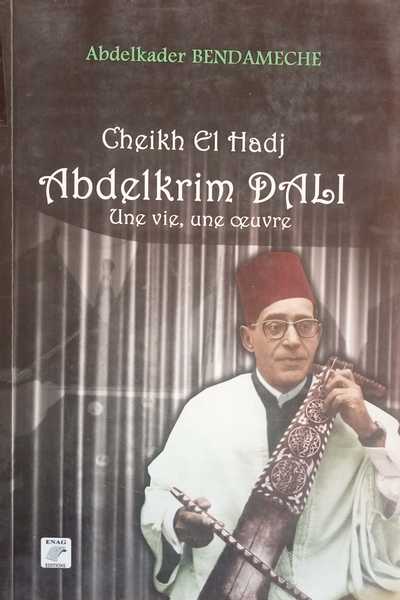 Abdelkader BENDAMECHE
Cheikh El Hadj
Abdelkrim DALI
Une vie, une œuvre
ENAG
EDITIONS